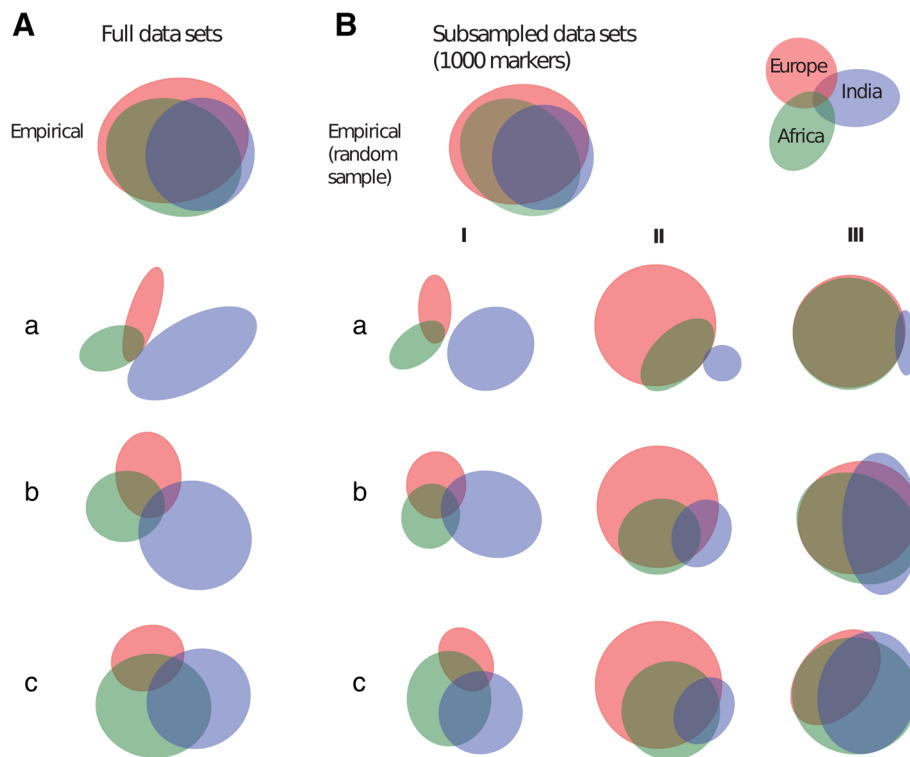 A
Full data sets
Empirical
a
b
c
B
Subsampled data sets
(1000 markers)
Empirical
(random
sample)
Europe
India
Africa
I
II
III
a
b
c